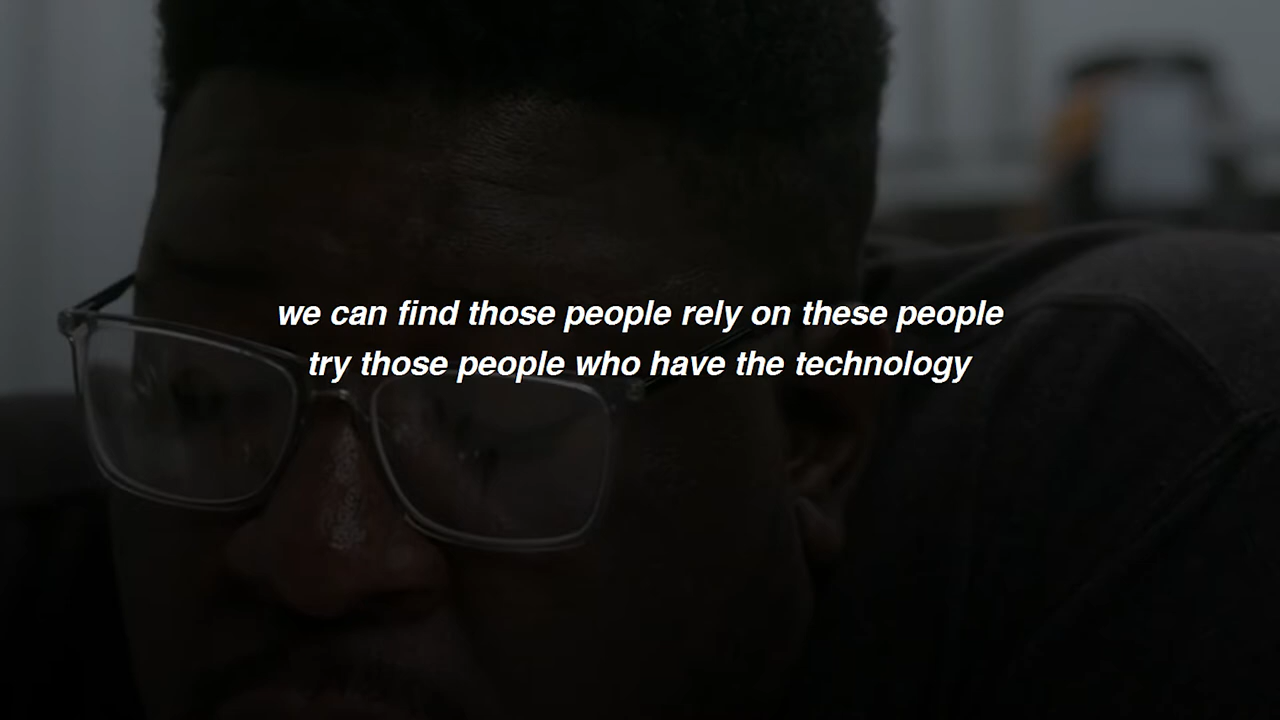 we can find those people rely on these people
try those people who have the technology